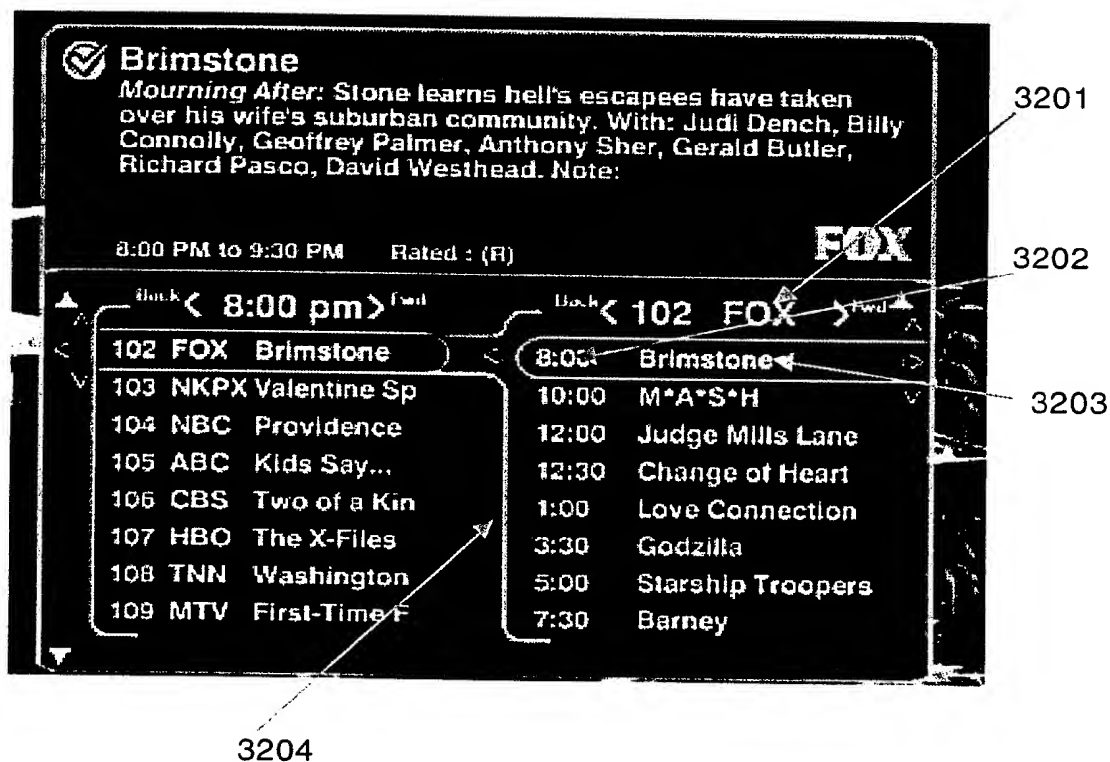 Brimstone
Mourning After: Stone learns hell's escapees have taken
over his wife's suburban community. With: Judi Dench, Billy
Connolly, Geoffrey Palmer, Anthony Sher, Gerald Butler,
Richard Pasco, David Westhead. Note:
8:00 PM to 9:30 PM Rated : (R)
FOX
Back < 8:00 pm > Fwd
102 FOX Brimstone
103 NKPX Valentine Sp
104 NBC Providence
105 ABC Kids Say...
106 CBS Two of a Kin
107 HBO The X-Files
108 TNN Washington
109 MTV First-Time F
Back < 102 FOX > Fwd
8:00 Brimstone
10:00 M*A*S*H
12:00 Judge Mills Lane
12:30 Change of Heart
1:00 Love Connection
3:30 Godzilla
5:00 Starship Troopers
7:30 Barney
3201
3202
3203
3204